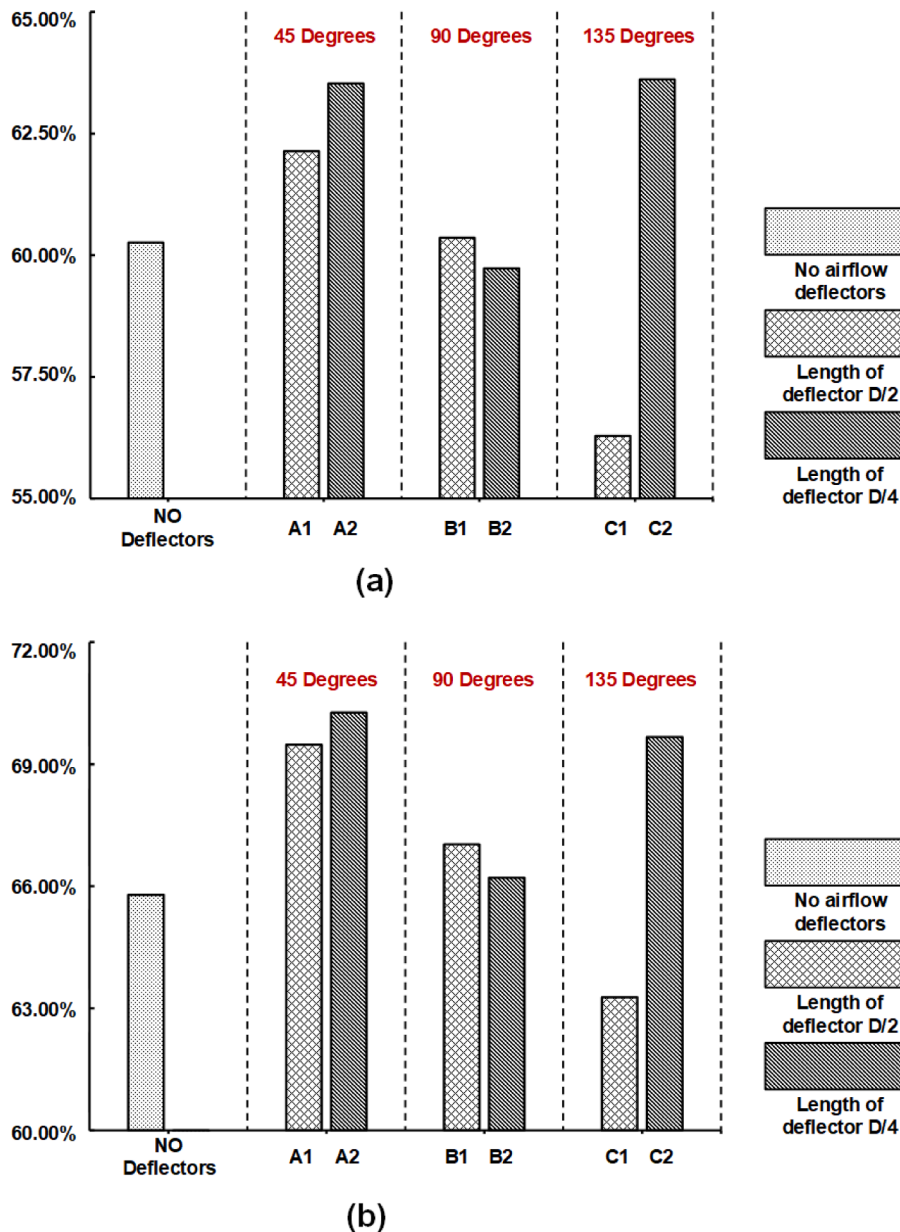 65.00%
45 Degrees
90 Degrees
135 Degrees
62.50%
60.00%
57.50%
55.00%
NO
Deflectors
A1 A2
B1 B2
C1 C2
No airflow
deflectors
Length of
deflector D/2
Length of
deflector D/4
(a)
72.00%
45 Degrees
90 Degrees
135 Degrees
69.00%
66.00%
63.00%
60.00%
NO
Deflectors
A1 A2
B1 B2
C1 C2
No airflow
deflectors
Length of
deflector D/2
Length of
deflector D/4
(b)